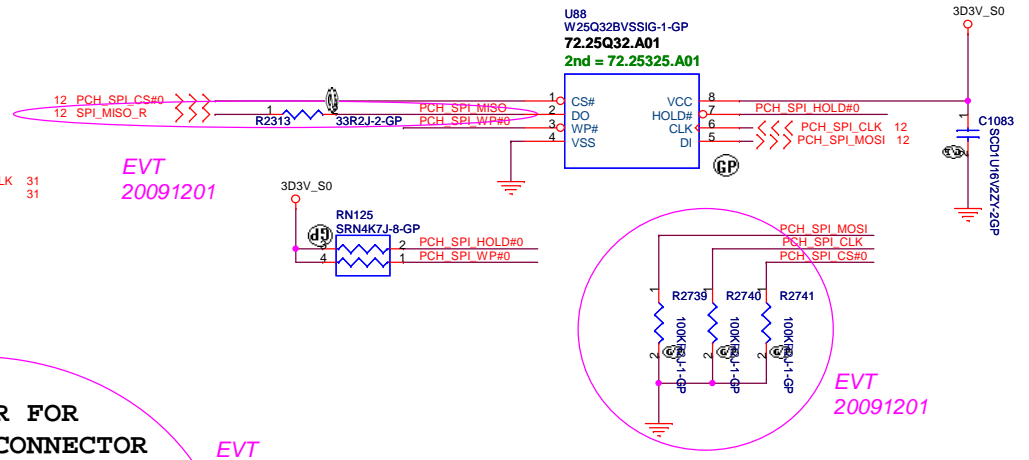 U88
W25Q32BVSSIG-1-GP
72.25Q32.A01
2nd = 72.25325.A01
3D3V_S0
12 PCH_SPI_CS#0
12 SPI_MISO_R
1
R2313
33R2J-2-GP
PCH_SPI_MISO
PCH_SPI_WP#0
1 CS#
2 DO
3 WP#
4 VSS
VCC 8
HOLD# 7
CLK 6
DI 5
PCH_SPI_HOLD#0
PCH_SPI_CLK 12
PCH_SPI_MOSI 12
GP
1
C1083
SCD1U16V2ZY-2GP
LK 31
31
EVT
20091201
3D3V_S0
RN125
SRN4K7J-8-GP
GP
3
4
2 PCH_SPI_HOLD#0
1 PCH_SPI_WP#0
PCH_SPI_MOSI
PCH_SPI_CLK
PCH_SPI_CS#0
1 R2739
1 R2740
1 R2741
2
2
2
EVT
20091201
R FOR
CONNECTOR
EVT